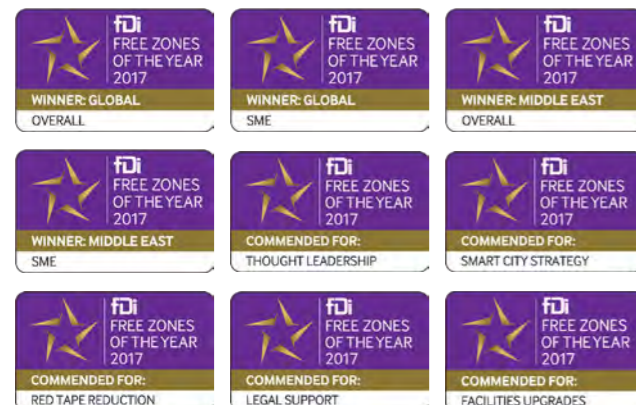 fDi
FREE ZONES
OF THE YEAR
2017
WINNER: GLOBAL
OVERALL
fDi
FREE ZONES
OF THE YEAR
2017
WINNER: GLOBAL
SME
fDi
FREE ZONES
OF THE YEAR
2017
WINNER: MIDDLE EAST
OVERALL
fDi
FREE ZONES
OF THE YEAR
2017
WINNER: MIDDLE EAST
SME
fDi
FREE ZONES
OF THE YEAR
2017
COMMENDED FOR:
THOUGHT LEADERSHIP
fDi
FREE ZONES
OF THE YEAR
2017
COMMENDED FOR:
SMART CITY STRATEGY
fDi
FREE ZONES
OF THE YEAR
2017
COMMENDED FOR:
RED TAPE REDUCTION
fDi
FREE ZONES
OF THE YEAR
2017
COMMENDED FOR:
LEGAL SUPPORT
fDi
FREE ZONES
OF THE YEAR
2017
COMMENDED FOR:
FACILITIES UPGRADES